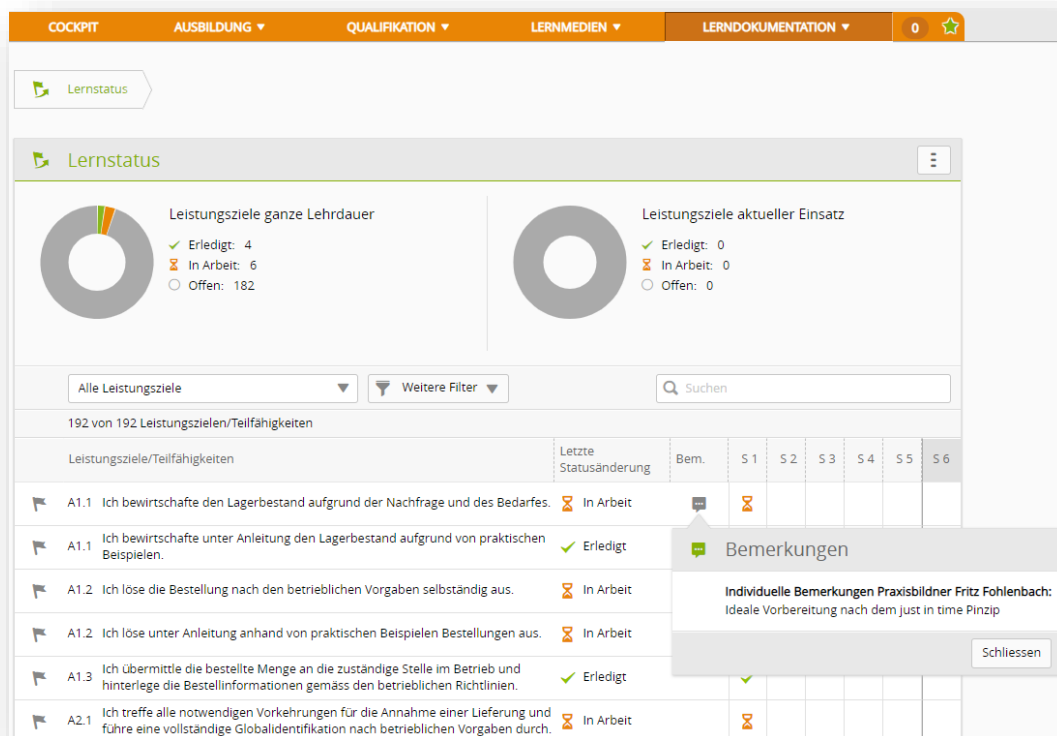 COCKPIT AUSBILDUNG QUALIFIKATION LERNMEDIEN LERNDOKUMENTATION 0
Lernstatus
Lernstatus
Leistungsziele ganze Lehrdauer
Erledigt: 4
In Arbeit: 6
Offen: 182
Leistungsziele aktueller Einsatz
Erledigt: 0
In Arbeit: 0
Offen: 0
Alle Leistungsziele
Weitere Filter
Suchen
192 von 192 Leistungszielen/Teilfähigkeiten
Leistungsziele/Teilfähigkeiten
Letzte
Statusänderung
Bem. S 1 S 2 S 3 S 4 S 5 S 6
A1.1 Ich bewirtschafte den Lagerbestand aufgrund der Nachfrage und des Bedarfes. In Arbeit
A1.1 Ich bewirtschafte unter Anleitung den Lagerbestand aufgrund von praktischen
Beispielen.
Erledigt
A1.2 Ich löse die Bestellung nach den betrieblichen Vorgaben selbständig aus. In Arbeit
A1.2 Ich löse unter Anleitung anhand von praktischen Beispielen Bestellungen aus. In Arbeit
A1.3 Ich übermittle die bestellte Menge an die zuständige Stelle im Betrieb und
hinterlege die Bestellinformationen gemäss den betrieblichen Richtlinien.
Erledigt
A2.1 Ich treffe alle notwendigen Vorkehrungen für die Annahme einer Lieferung und
führe eine vollständige Globalidentifikation nach betrieblichen Vorgaben durch.
In Arbeit
Bemerkungen
Individuelle Bemerkungen Praxisbildner Fritz Fohlenbach:
Ideale Vorbereitung nach dem just in time Pinzip
Schliessen